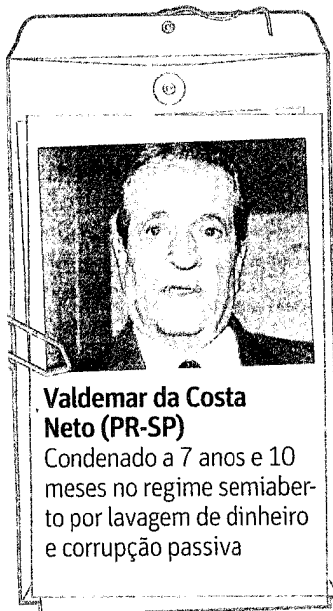 Valdemar da Costa
Neto (PR-SP)
Condenado a 7 anos e 10
meses no regime semiaber-
to por lavagem de dinheiro
e corrupção passiva